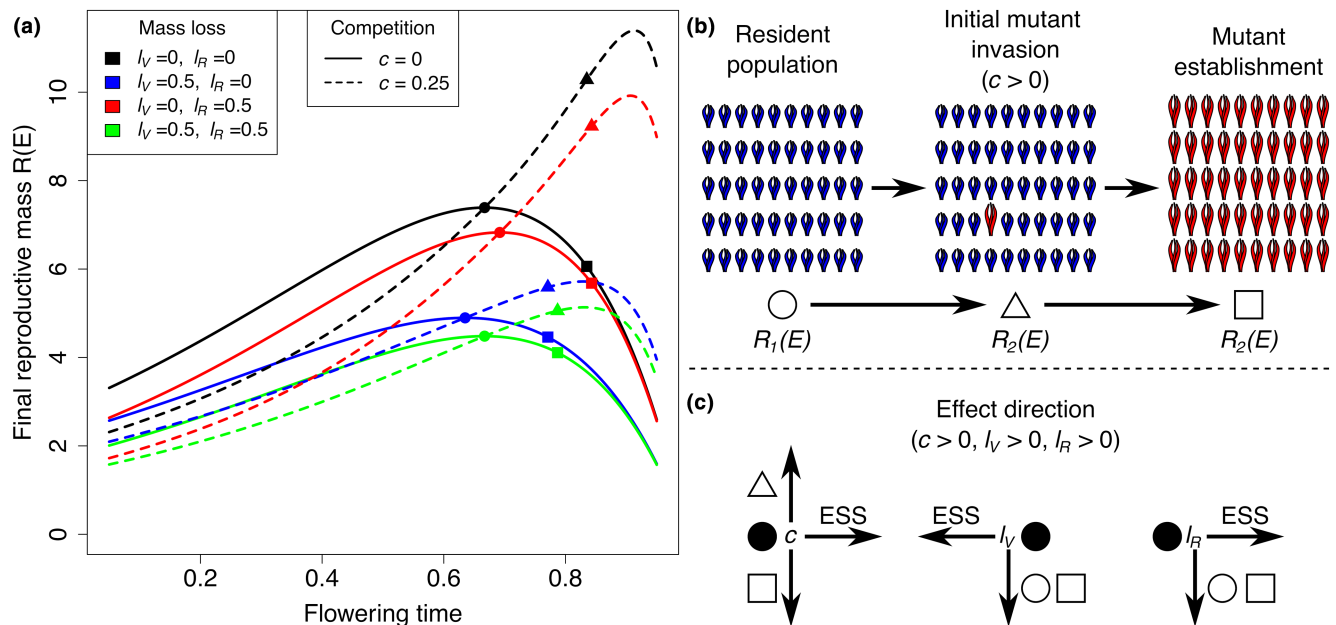 (a)
Mass loss
l_V =0, l_R =0
l_V =0.5, l_R =0
l_V =0, l_R =0.5
l_V =0.5, l_R =0.5
Competition
c = 0
c = 0.25
Final reproductive mass R(E)
0
2
4
6
8
10
0.2
0.4
0.6
0.8
Flowering time
(b)
Resident
population
Initial mutant
invasion
(c > 0)
Mutant
establishment
R_1(E)
R_2(E)
R_2(E)
(c)
Effect direction
(c > 0, l_V > 0, l_R > 0)
c
ESS
ESS
l_V
l_R
ESS